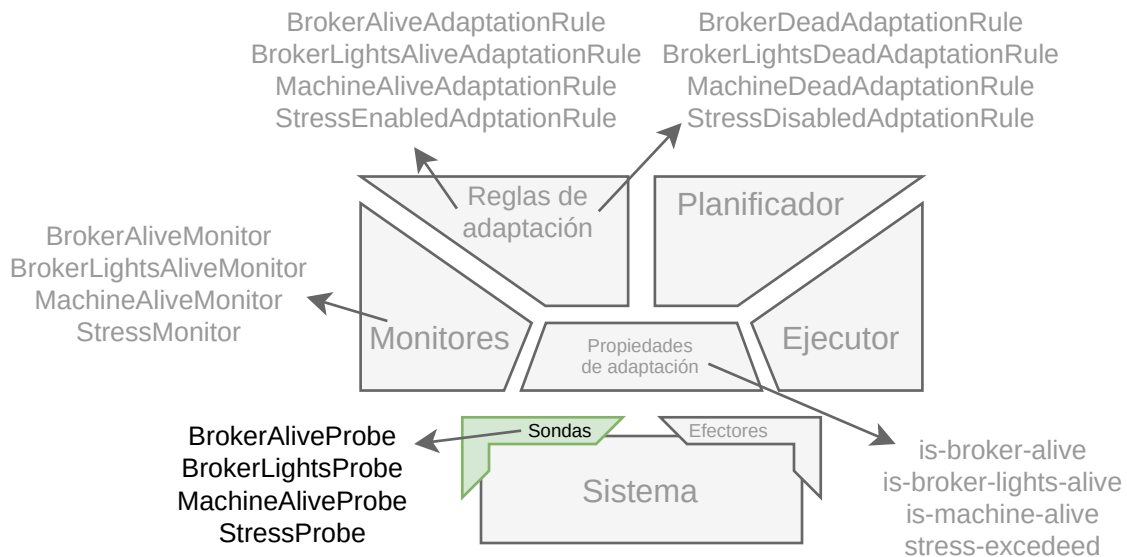 BrokerAliveAdaptationRule
BrokerLightsAliveAdaptationRule
MachineAliveAdaptationRule
StressEnabledAdptationRule
BrokerDeadAdaptationRule
BrokerLightsDeadAdaptationRule
MachineDeadAdaptationRule
StressDisabledAdptationRule
Reglas de
adaptación
Planificador
BrokerAliveMonitor
BrokerLightsAliveMonitor
MachineAliveMonitor
StressMonitor
Monitores
Propiedades
de adaptación
Ejecutor
BrokerAliveProbe
BrokerLightsProbe
MachineAliveProbe
StressProbe
Sondas
Efectores
Sistema
is-broker-alive
is-broker-lights-alive
is-machine-alive
stress-excedeed